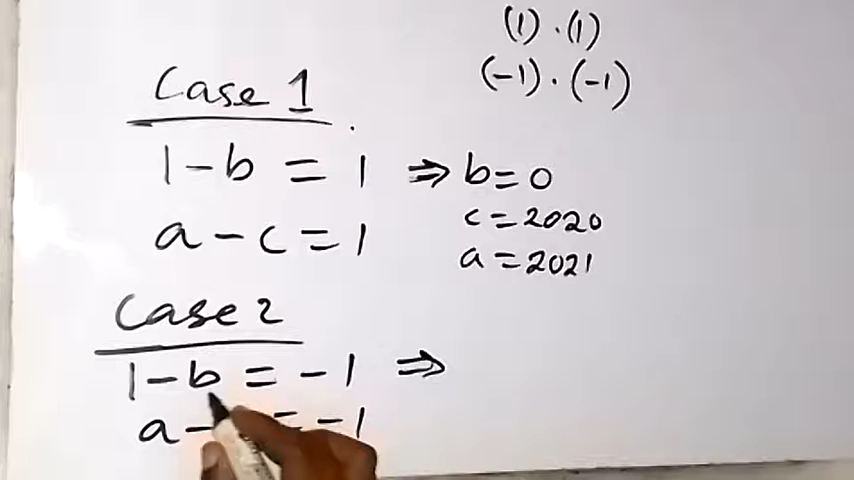 (1) · (1)
(-1) · (-1)
Case 1
1 - b = 1 ⇒ b = 0
c = 2020
a - c = 1
a = 2021
Case 2
1 - b = -1 ⇒
a - = -1